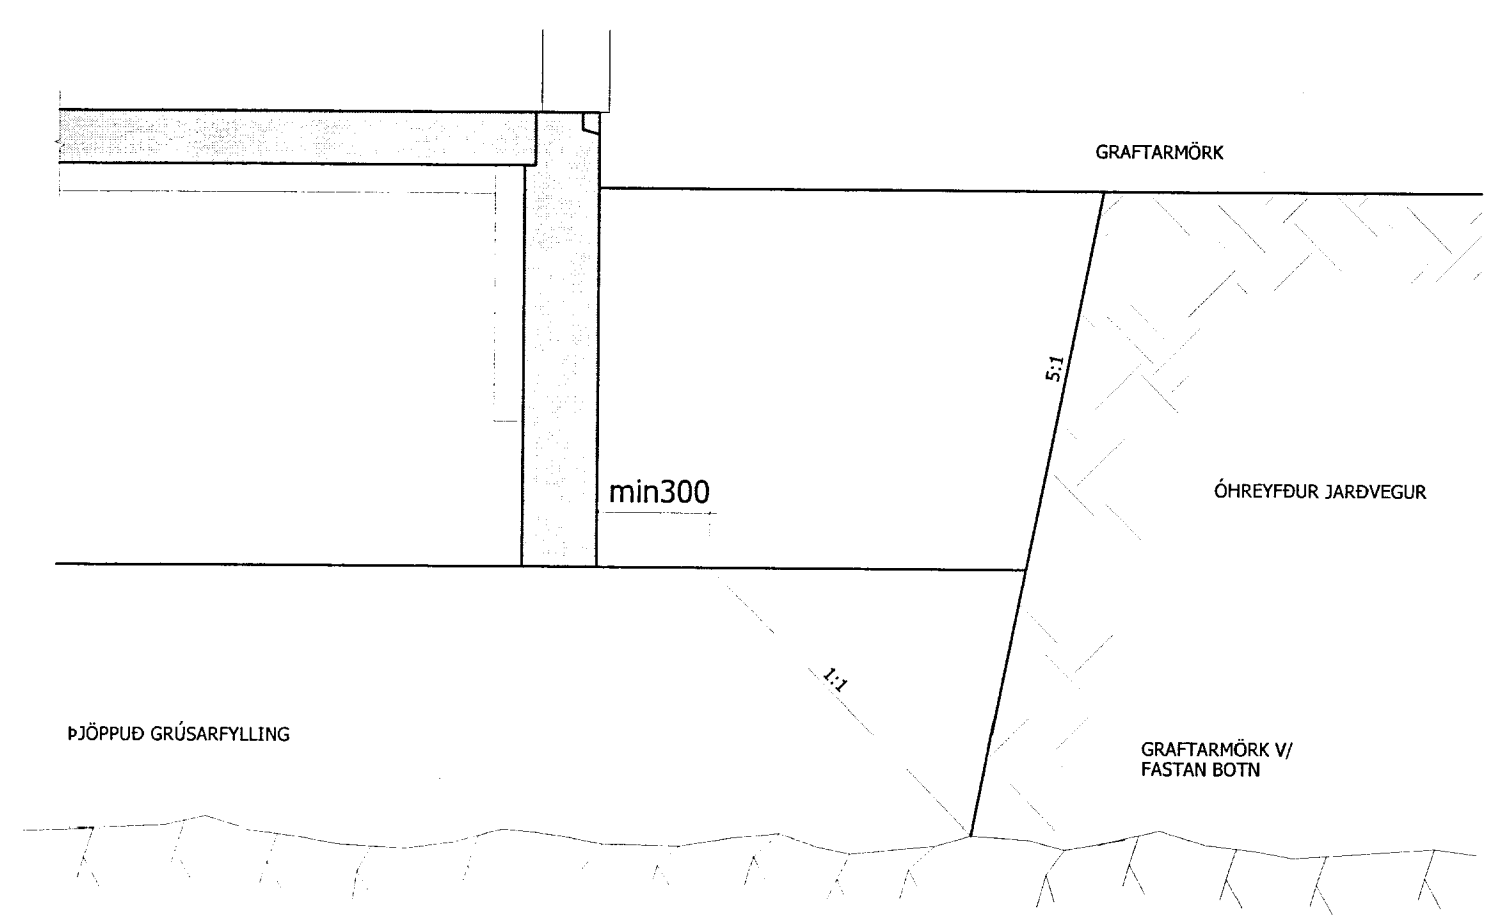 GRAFTARMÖRK
5:1
min300
ÓHREYFÐUR JARÐVEGUR
1:1
ÞJÖPPUÐ GRÚSARFYLLING
GRAFTARMÖRK V/
FASTAN BOTN